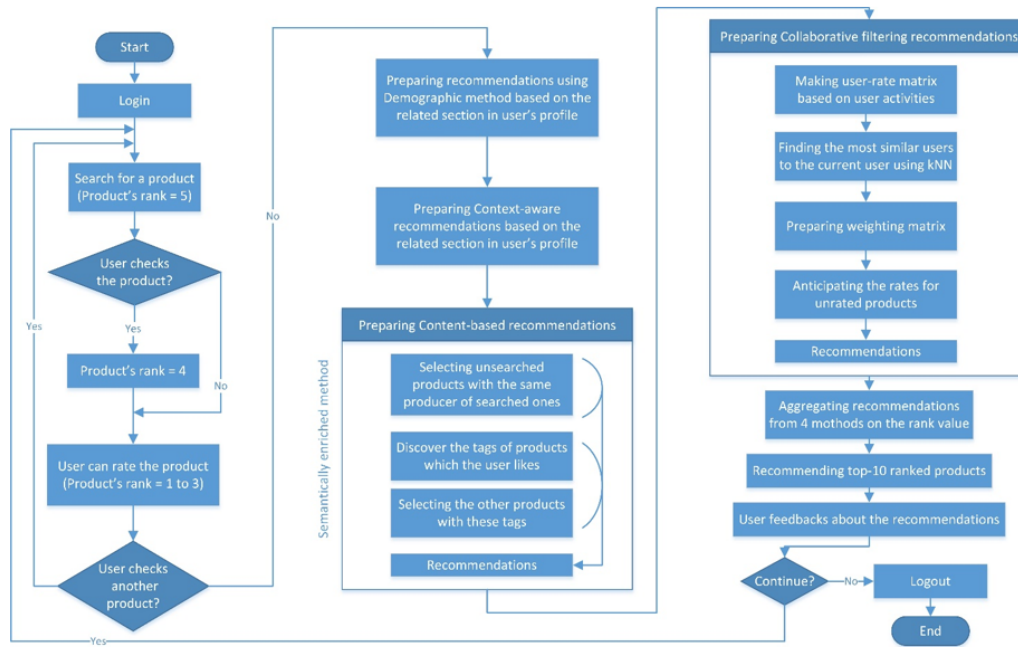 Start
Login
Search for a product
(Product's rank = 5)
User checks
the product?
Yes
No
Product's rank = 4
User can rate the product
(Product's rank = 1 to 3)
User checks
another
product?
Yes
No
Yes
Preparing recommendations using
Demographic method based on the
related section in user's profile
Preparing Context-aware
recommendations based on the
related section in user's profile
Semantically enriched method
Preparing Content-based recommendations
Selecting unsearched
products with the same
producer of searched ones
Discover the tags of products
which the user likes
Selecting the other products
with these tags
Recommendations
Preparing Collaborative filtering recommendations
Making user-rate matrix
based on user activities
Finding the most similar users
to the current user using kNN
Preparing weighting matrix
Anticipating the rates for
unrated products
Recommendations
Aggregating recommendations
from 4 mothods on the rank value
Recommending top-10 ranked products
User feedbacks about the recommendations
Continue?
No
Logout
End